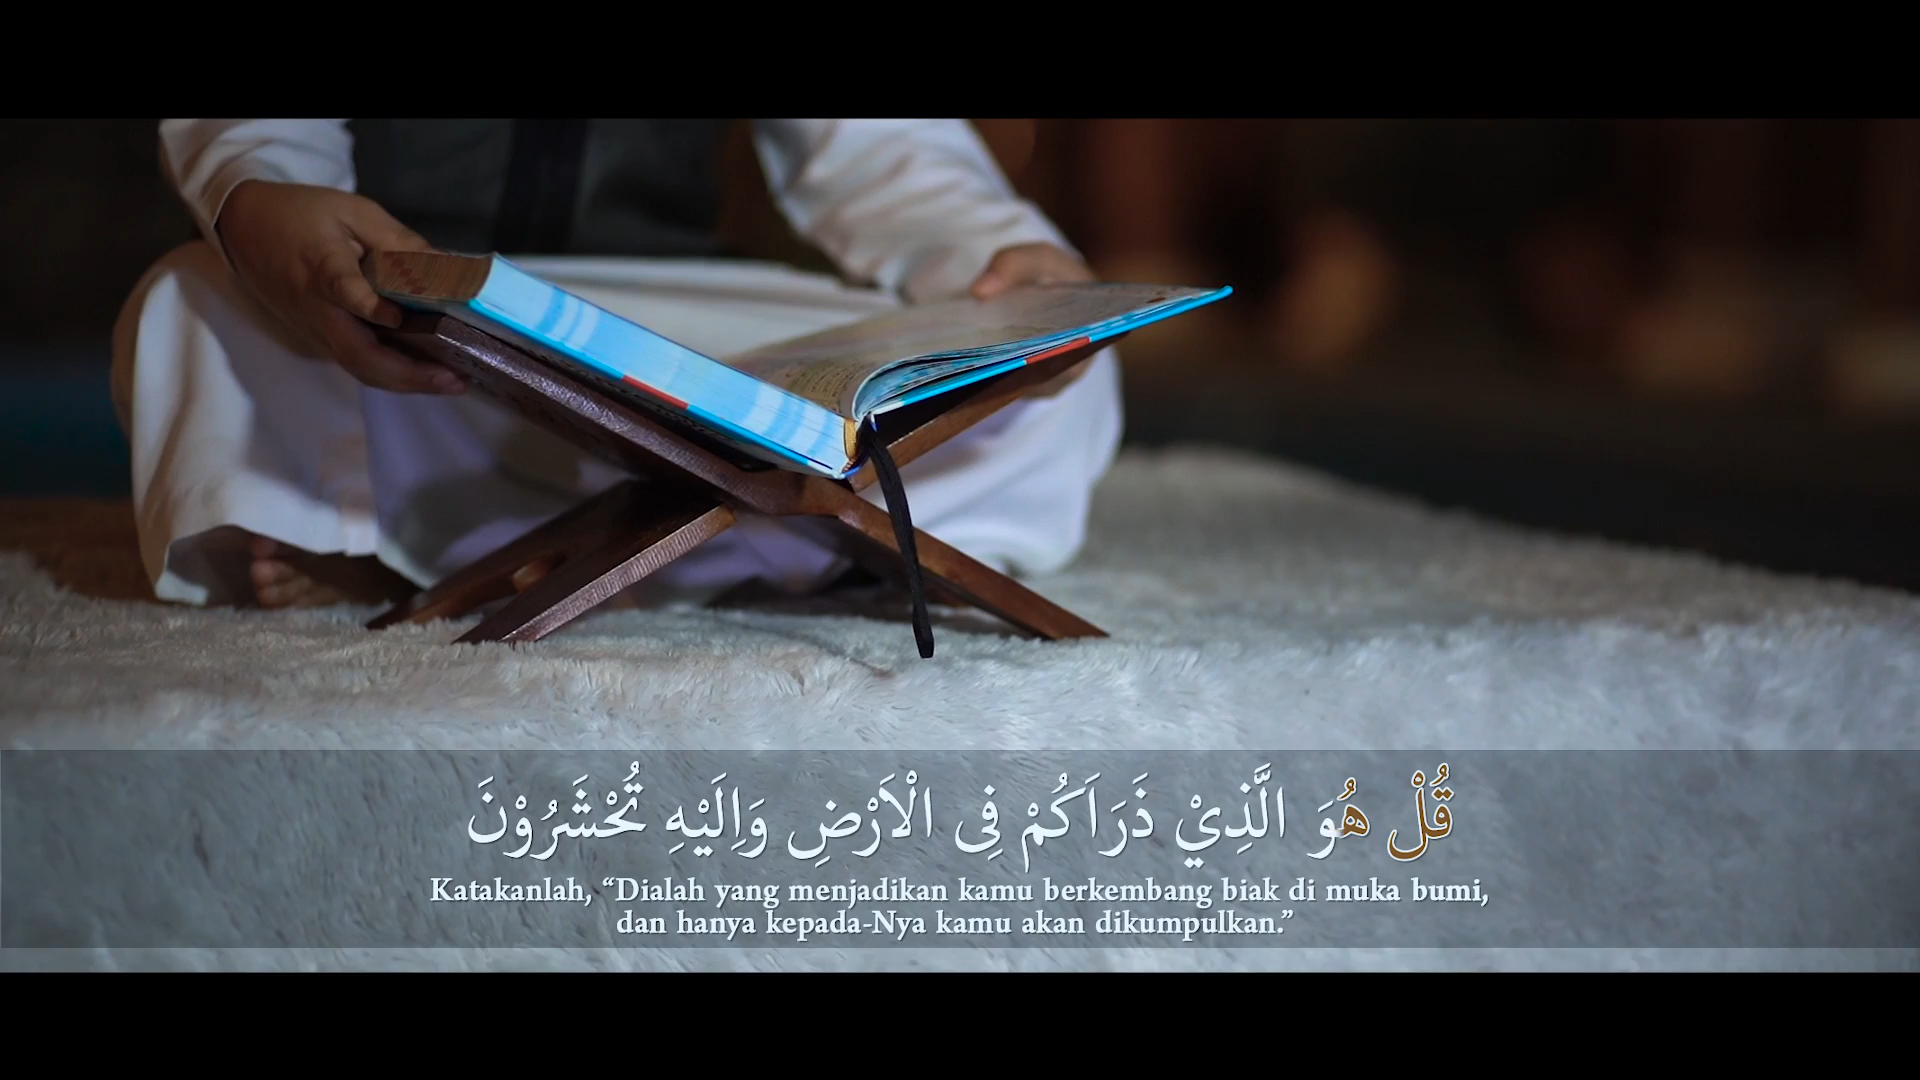 قُلْ هُوَ الَّذِيْ ذَرَاَكُمْ فِى الْاَرْضِ وَاِلَيْهِ تُحْشَرُوْنَ
Katakanlah, “Dialah yang menjadikan kamu berkembang biak di muka bumi,
dan hanya kepada-Nya kamu akan dikumpulkan.”